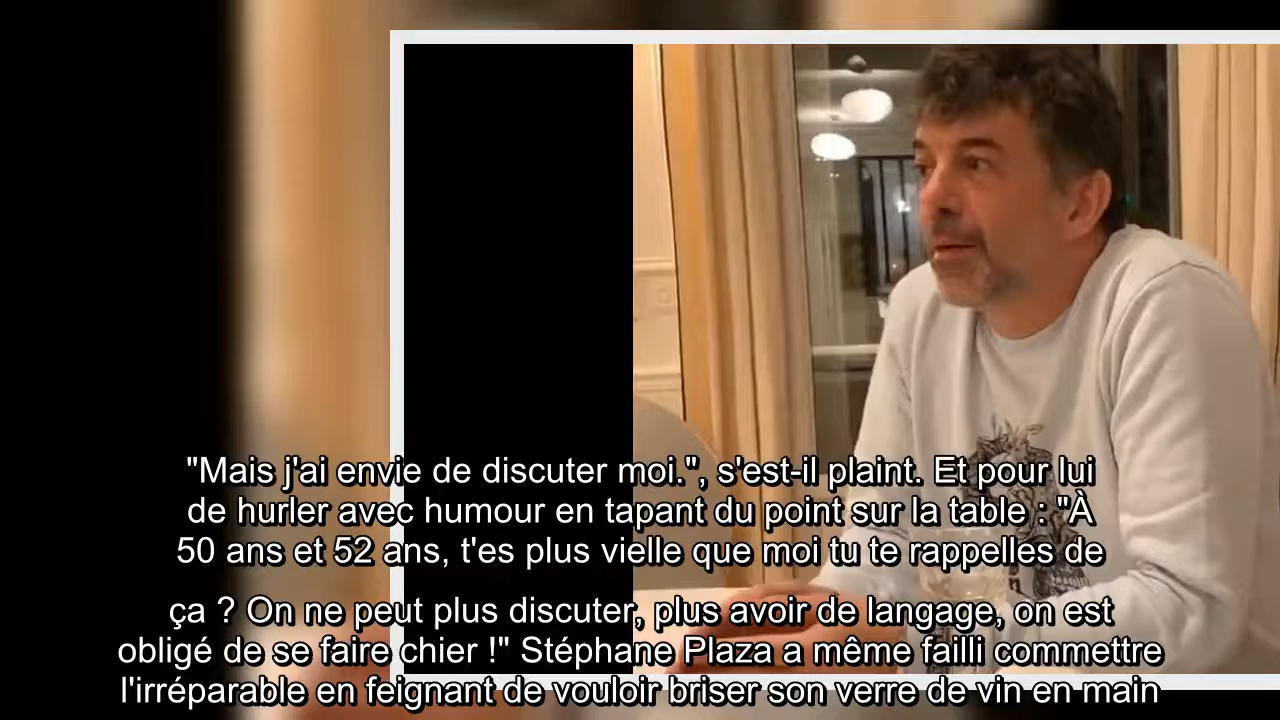 "Mais j'ai envie de discuter moi.", s'est-il plaint. Et pour lui
de hurler avec humour en tapant du point sur la table : "À
50 ans et 52 ans, t'es plus vielle que moi tu te rappelles de
ça ? On ne peut plus discuter, plus avoir de langage, on est
obligé de se faire chier !" Stéphane Plaza a même failli commettre
l'irréparable en feignant de vouloir briser son verre de vin en main